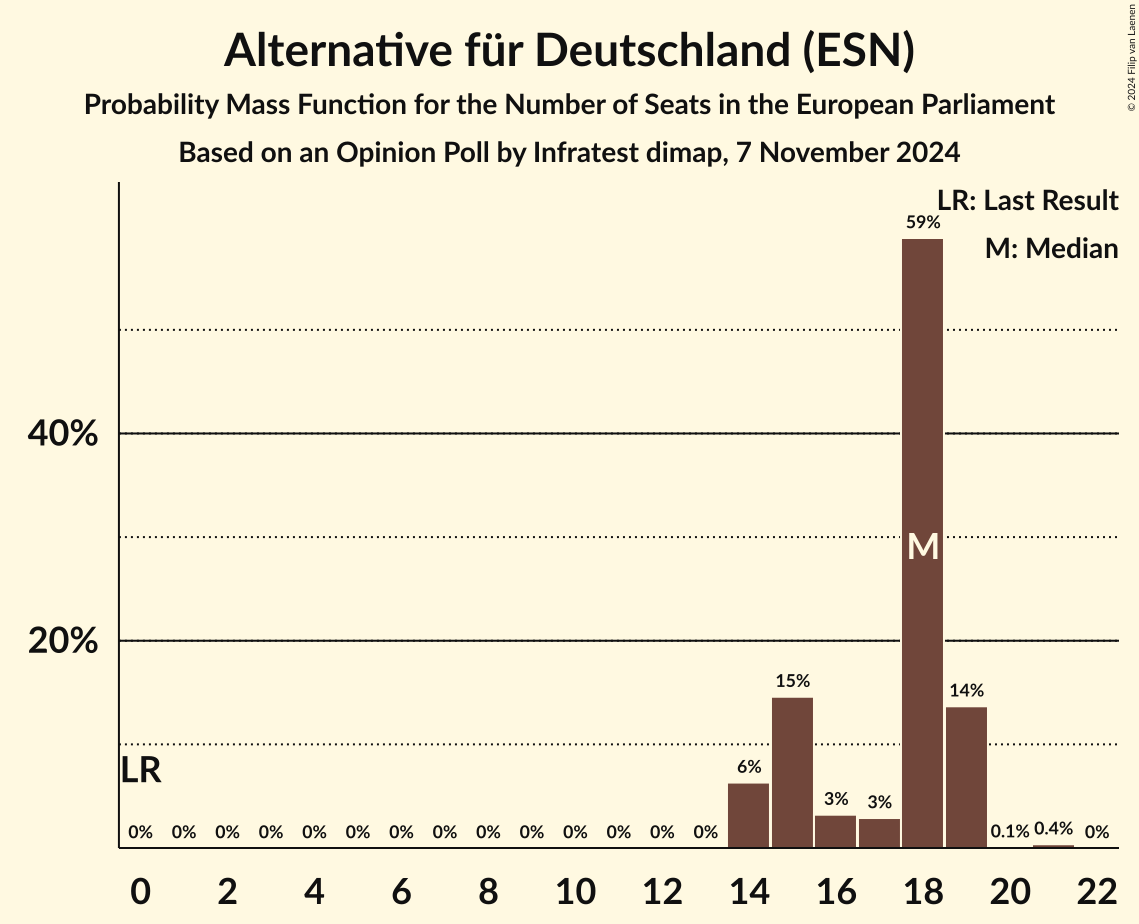 Alternative für Deutschland (ESN)
Probability Mass Function for the Number of Seats in the European Parliament
Based on an Opinion Poll by Infratest dimap, 7 November 2024
© 2024 Filip van Laenen
LR: Last Result
M: Median
59%
40%
M
20%
15%
14%
LR
6%
3%
3%
0% 0% 0% 0% 0% 0% 0% 0% 0% 0% 0% 0% 0% 0% 0.1% 0.4% 0%
0 2 4 6 8 10 12 14 16 18 20 22